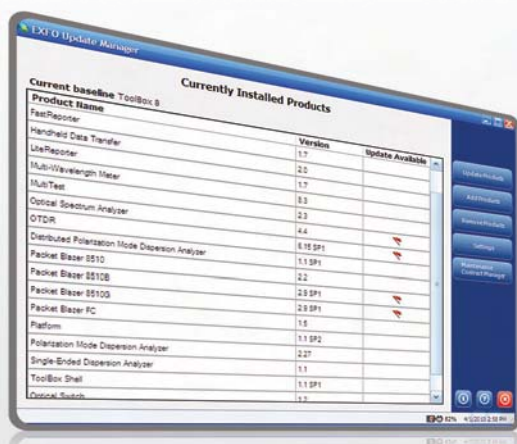 EXFO Update Manager
Currently Installed Products
Current baseline ToolBox 8
Product Name Version Update Available
FastReporter 1.7
Handheld Data Transfer 2.0
LiteReporter 1.7
Multi-Wavelength Meter 8.3
MultiTest 2.3
Optical Spectrum Analyser 4.4
OTDR 6.15 SP1
Distributed Polarization Mode Dispersion Analyzer 1.1 SP1
Packet Blazer 8510 2.2
Packet Blazer 8510B 2.9 SP1
Packet Blazer 8510G 2.9 SP1
Packet Blazer FC 1.5
Platform 1.1 SP2
Polarization Mode Dispersion Analyzer 2.27
Single-Ended Dispersion Analyzer 1.1
ToolBox Shell 1.1 SP1
Optical Switch 1.2
Update Products
Add Products
Remove Products
Settings
Maintenance
Contract Manager
82%